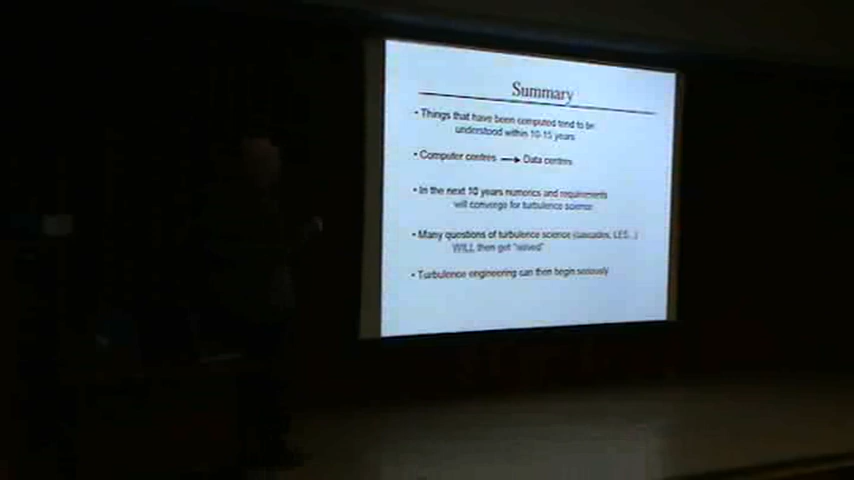 Summary
• Things that have been computed tend to be
understood within 10-15 years
• Computer centres → Data centres
• In the next 10 years numerics and requirements
will converge for turbulence science
• Many questions of turbulence science (cascades, LES...)
WILL then get "solved"
• Turbulence engineering can then begin seriously